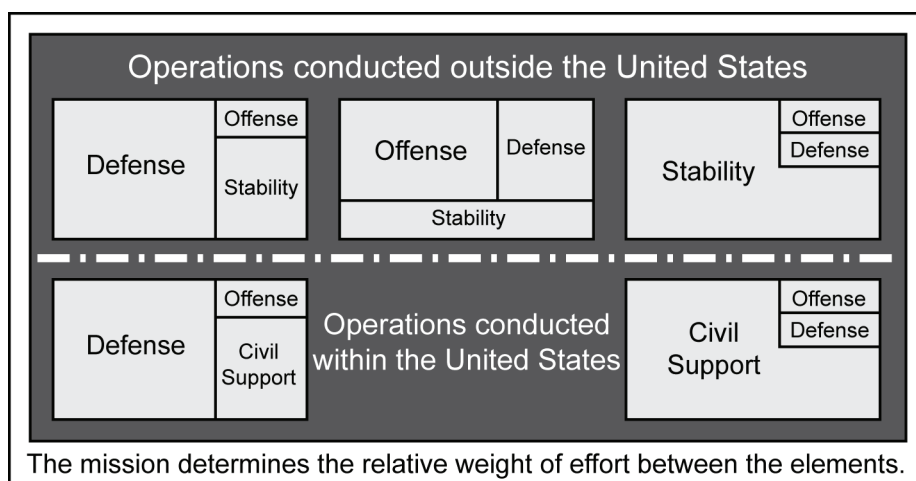 Operations conducted outside the United States
Defense
Offense
Stability
Offense
Defense
Stability
Stability
Offense
Defense
Defense
Offense
Civil
Support
Operations conducted
within the United States
Civil
Support
Offense
Defense
The mission determines the relative weight of effort between the elements.